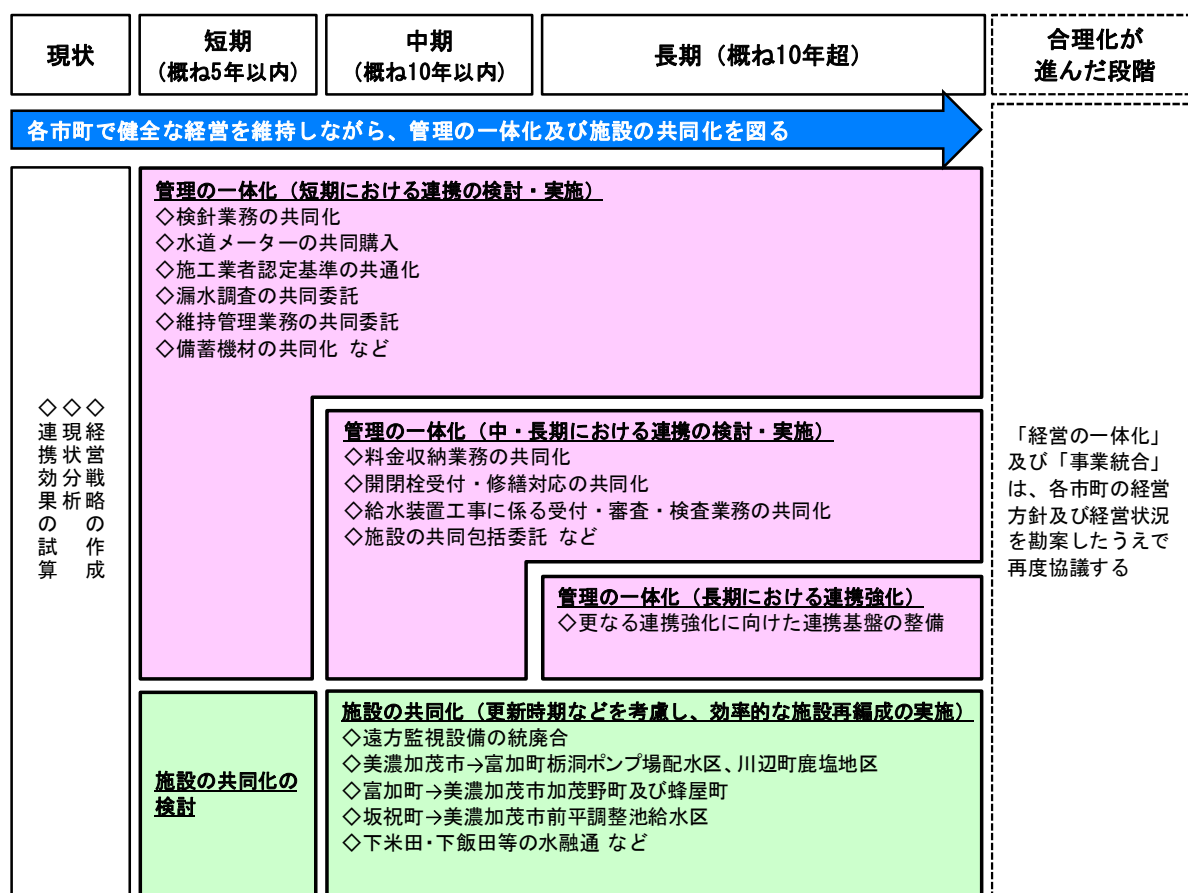 現状
短期
(概ね5年以内)
中期
(概ね10年以内)
長期（概ね10年超）
合理化が
進んだ段階
各市町で健全な経営を維持しながら、管理の一体化及び施設の共同化を図る
◇経営戦略の作成
◇現状分析
◇連携効果の試算
管理の一体化（短期における連携の検討・実施）
◇検針業務の共同化
◇水道メーターの共同購入
◇施工業者認定基準の共通化
◇漏水調査の共同委託
◇維持管理業務の共同委託
◇備蓄機材の共同化 など
管理の一体化（中・長期における連携の検討・実施）
◇料金収納業務の共同化
◇開閉栓受付・修繕対応の共同化
◇給水装置工事に係る受付・審査・検査業務の共同化
◇施設の共同包括委託 など
管理の一体化（長期における連携強化）
◇更なる連携強化に向けた連携基盤の整備
施設の共同化の
検討
施設の共同化（更新時期などを考慮し、効率的な施設再編成の実施）
◇遠方監視設備の統廃合
◇美濃加茂市→富加町栃洞ポンプ場配水区、川辺町鹿塩地区
◇富加町→美濃加茂市加茂野町及び蜂屋町
◇坂祝町→美濃加茂市前平調整池給水区
◇下米田・下飯田等の水融通 など
「経営の一体化」
及び「事業統合」
は、各市町の経営
方針及び経営状況
を勘案したうえで
再度協議する